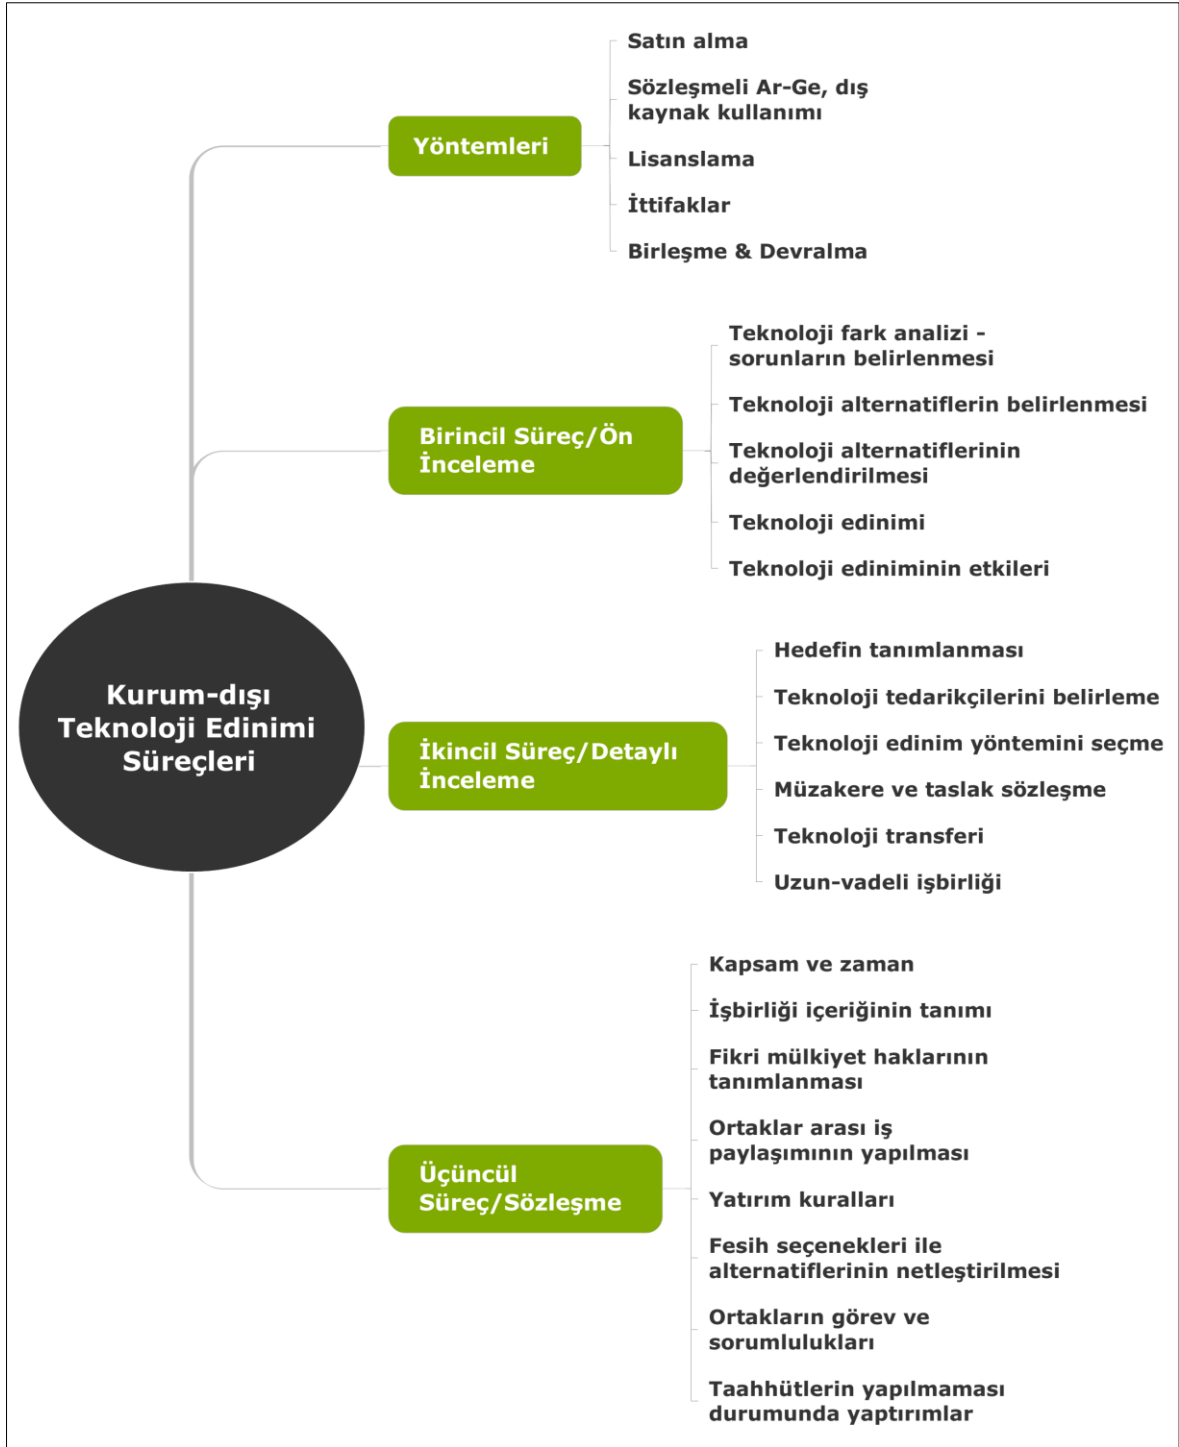 Kurum-dışı
Teknoloji Edinimi
Süreçleri
Yöntemleri
Satın alma
Sözleşmeli Ar-Ge, dış
kaynak kullanımı
Lisanslama
İttifaklar
Birleşme & Devralma
Birincil Süreç/Ön
İnceleme
Teknoloji fark analizi -
sorunların belirlenmesi
Teknoloji alternatiflerin belirlenmesi
Teknoloji alternatiflerinin
değerlendirilmesi
Teknoloji edinimi
Teknoloji ediniminin etkileri
İkincil Süreç/Detaylı
İnceleme
Hedefin tanımlanması
Teknoloji tedarikçilerini belirleme
Teknoloji edinim yöntemini seçme
Müzakere ve taslak sözleşme
Teknoloji transferi
Uzun-vadeli işbirliği
Üçüncül
Süreç/Sözleşme
Kapsam ve zaman
İşbirliği içeriğinin tanımı
Fikri mülkiyet haklarının
tanımlanması
Ortaklar arası iş
paylaşımının yapılması
Yatırım kuralları
Fesih seçenekleri ile
alternatiflerinin netleştirilmesi
Ortakların görev ve
sorumlulukları
Taahhütlerin yapılmaması
durumunda yaptırımlar